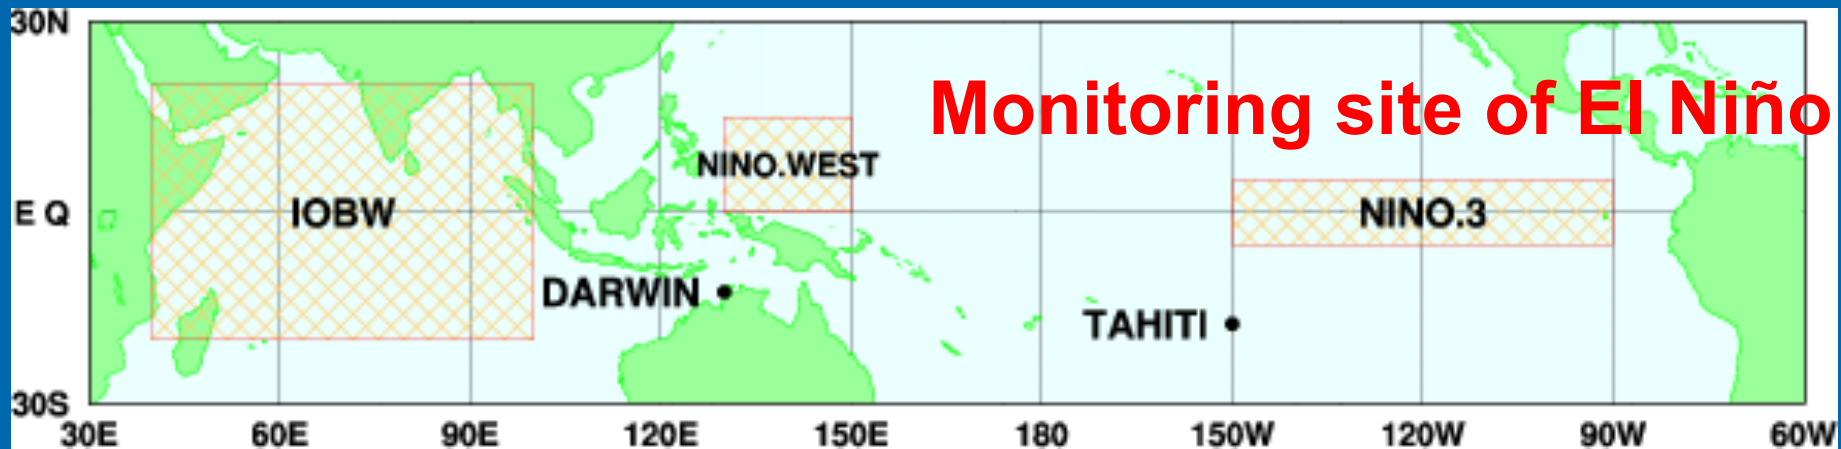 30N
Monitoring site of El Niño
NINO.WEST
E Q
IOBW
NINO.3
DARWIN
TAHITI
30S
30E 60E 90E 120E 150E 180 150W 120W 90W 60W